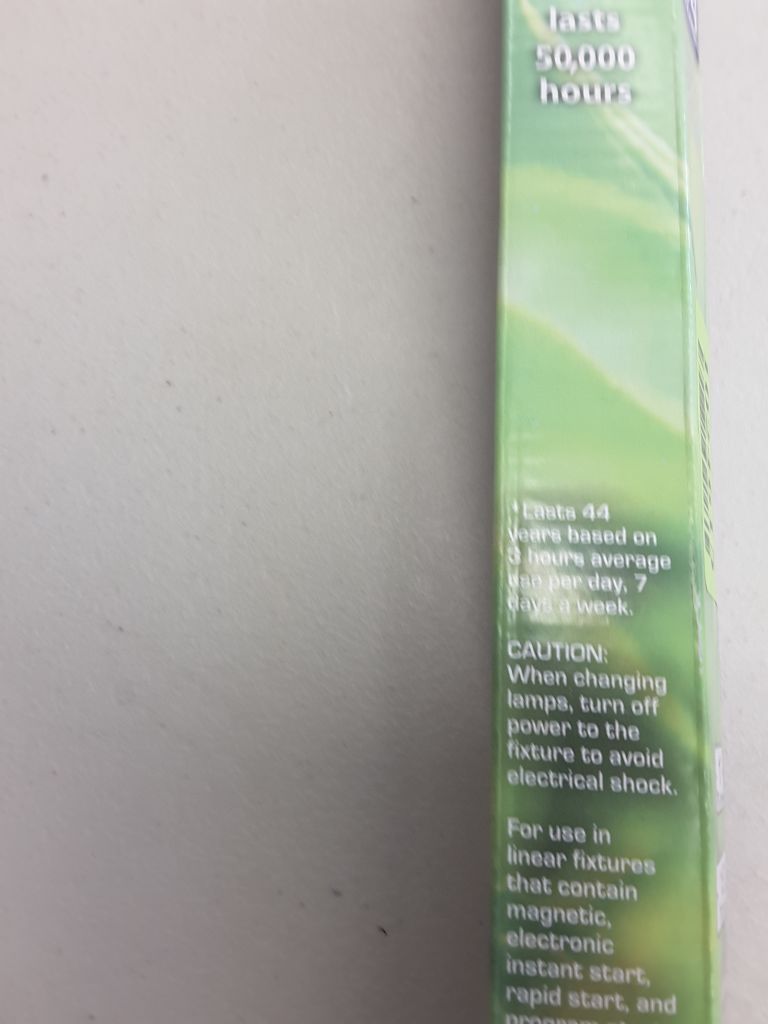 lasts
50,000
hours
*Lasts 44
years based on
3 hours average
use per day, 7
days a week.
CAUTION:
When changing
lamps, turn off
power to the
fixture to avoid
electrical shock.
For use in
linear fixtures
that contain
magnetic,
electronic
instant start,
rapid start, and